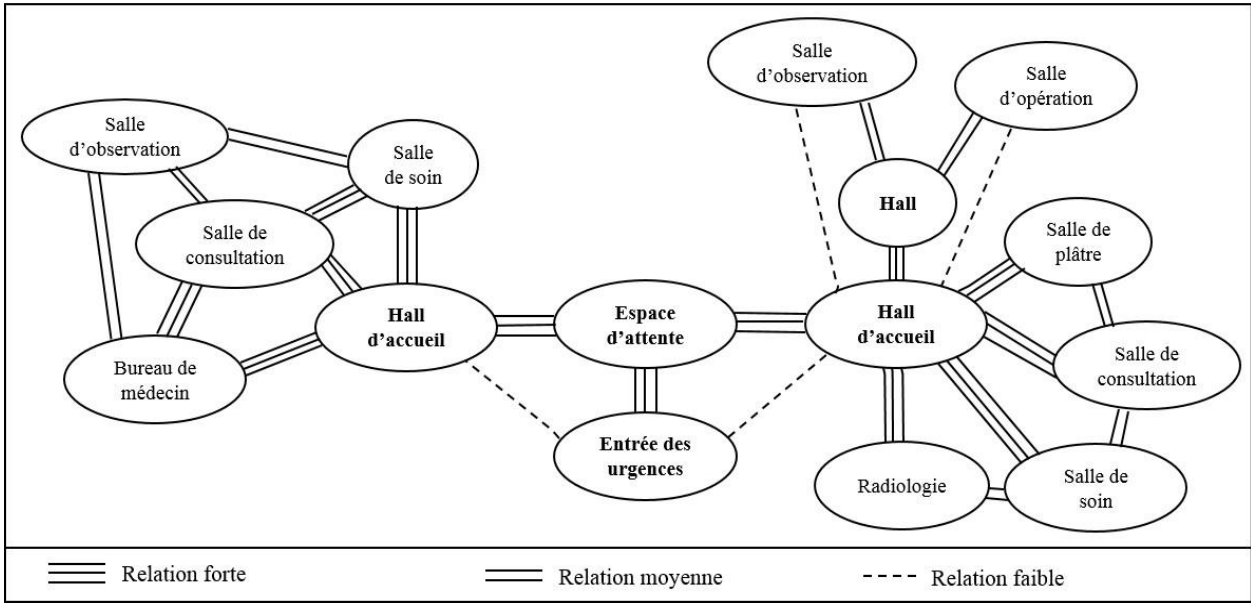 Salle
d'observation
Salle
de soin
Salle de
consultation
Bureau de
médecin
Hall
d'accueil
Espace
d'attente
Entrée des
urgences
Salle
d'observation
Salle
d'opération
Hall
Salle de
plâtre
Hall
d'accueil
Salle de
consultation
Radiologie
Salle de
soin
Relation forte
Relation moyenne
Relation faible